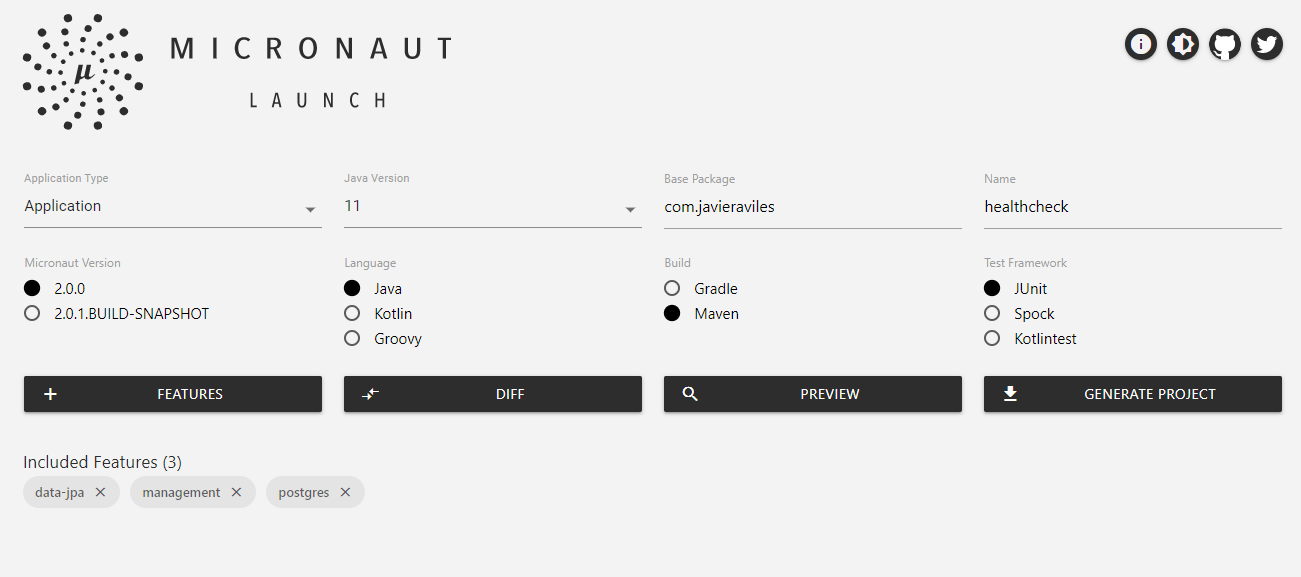 μ
MICRONAUT
LAUNCH
i
Application Type
Java Version
Base Package
Name
Application
11
com.javieraviles
healthcheck
Micronaut Version
Language
Build
Test Framework
2.0.0
Java
Gradle
JUnit
2.0.1.BUILD-SNAPSHOT
Kotlin
Maven
Spock
Groovy
Kotlintest
FEATURES
DIFF
PREVIEW
GENERATE PROJECT
Included Features (3)
data-jpa
management
postgres